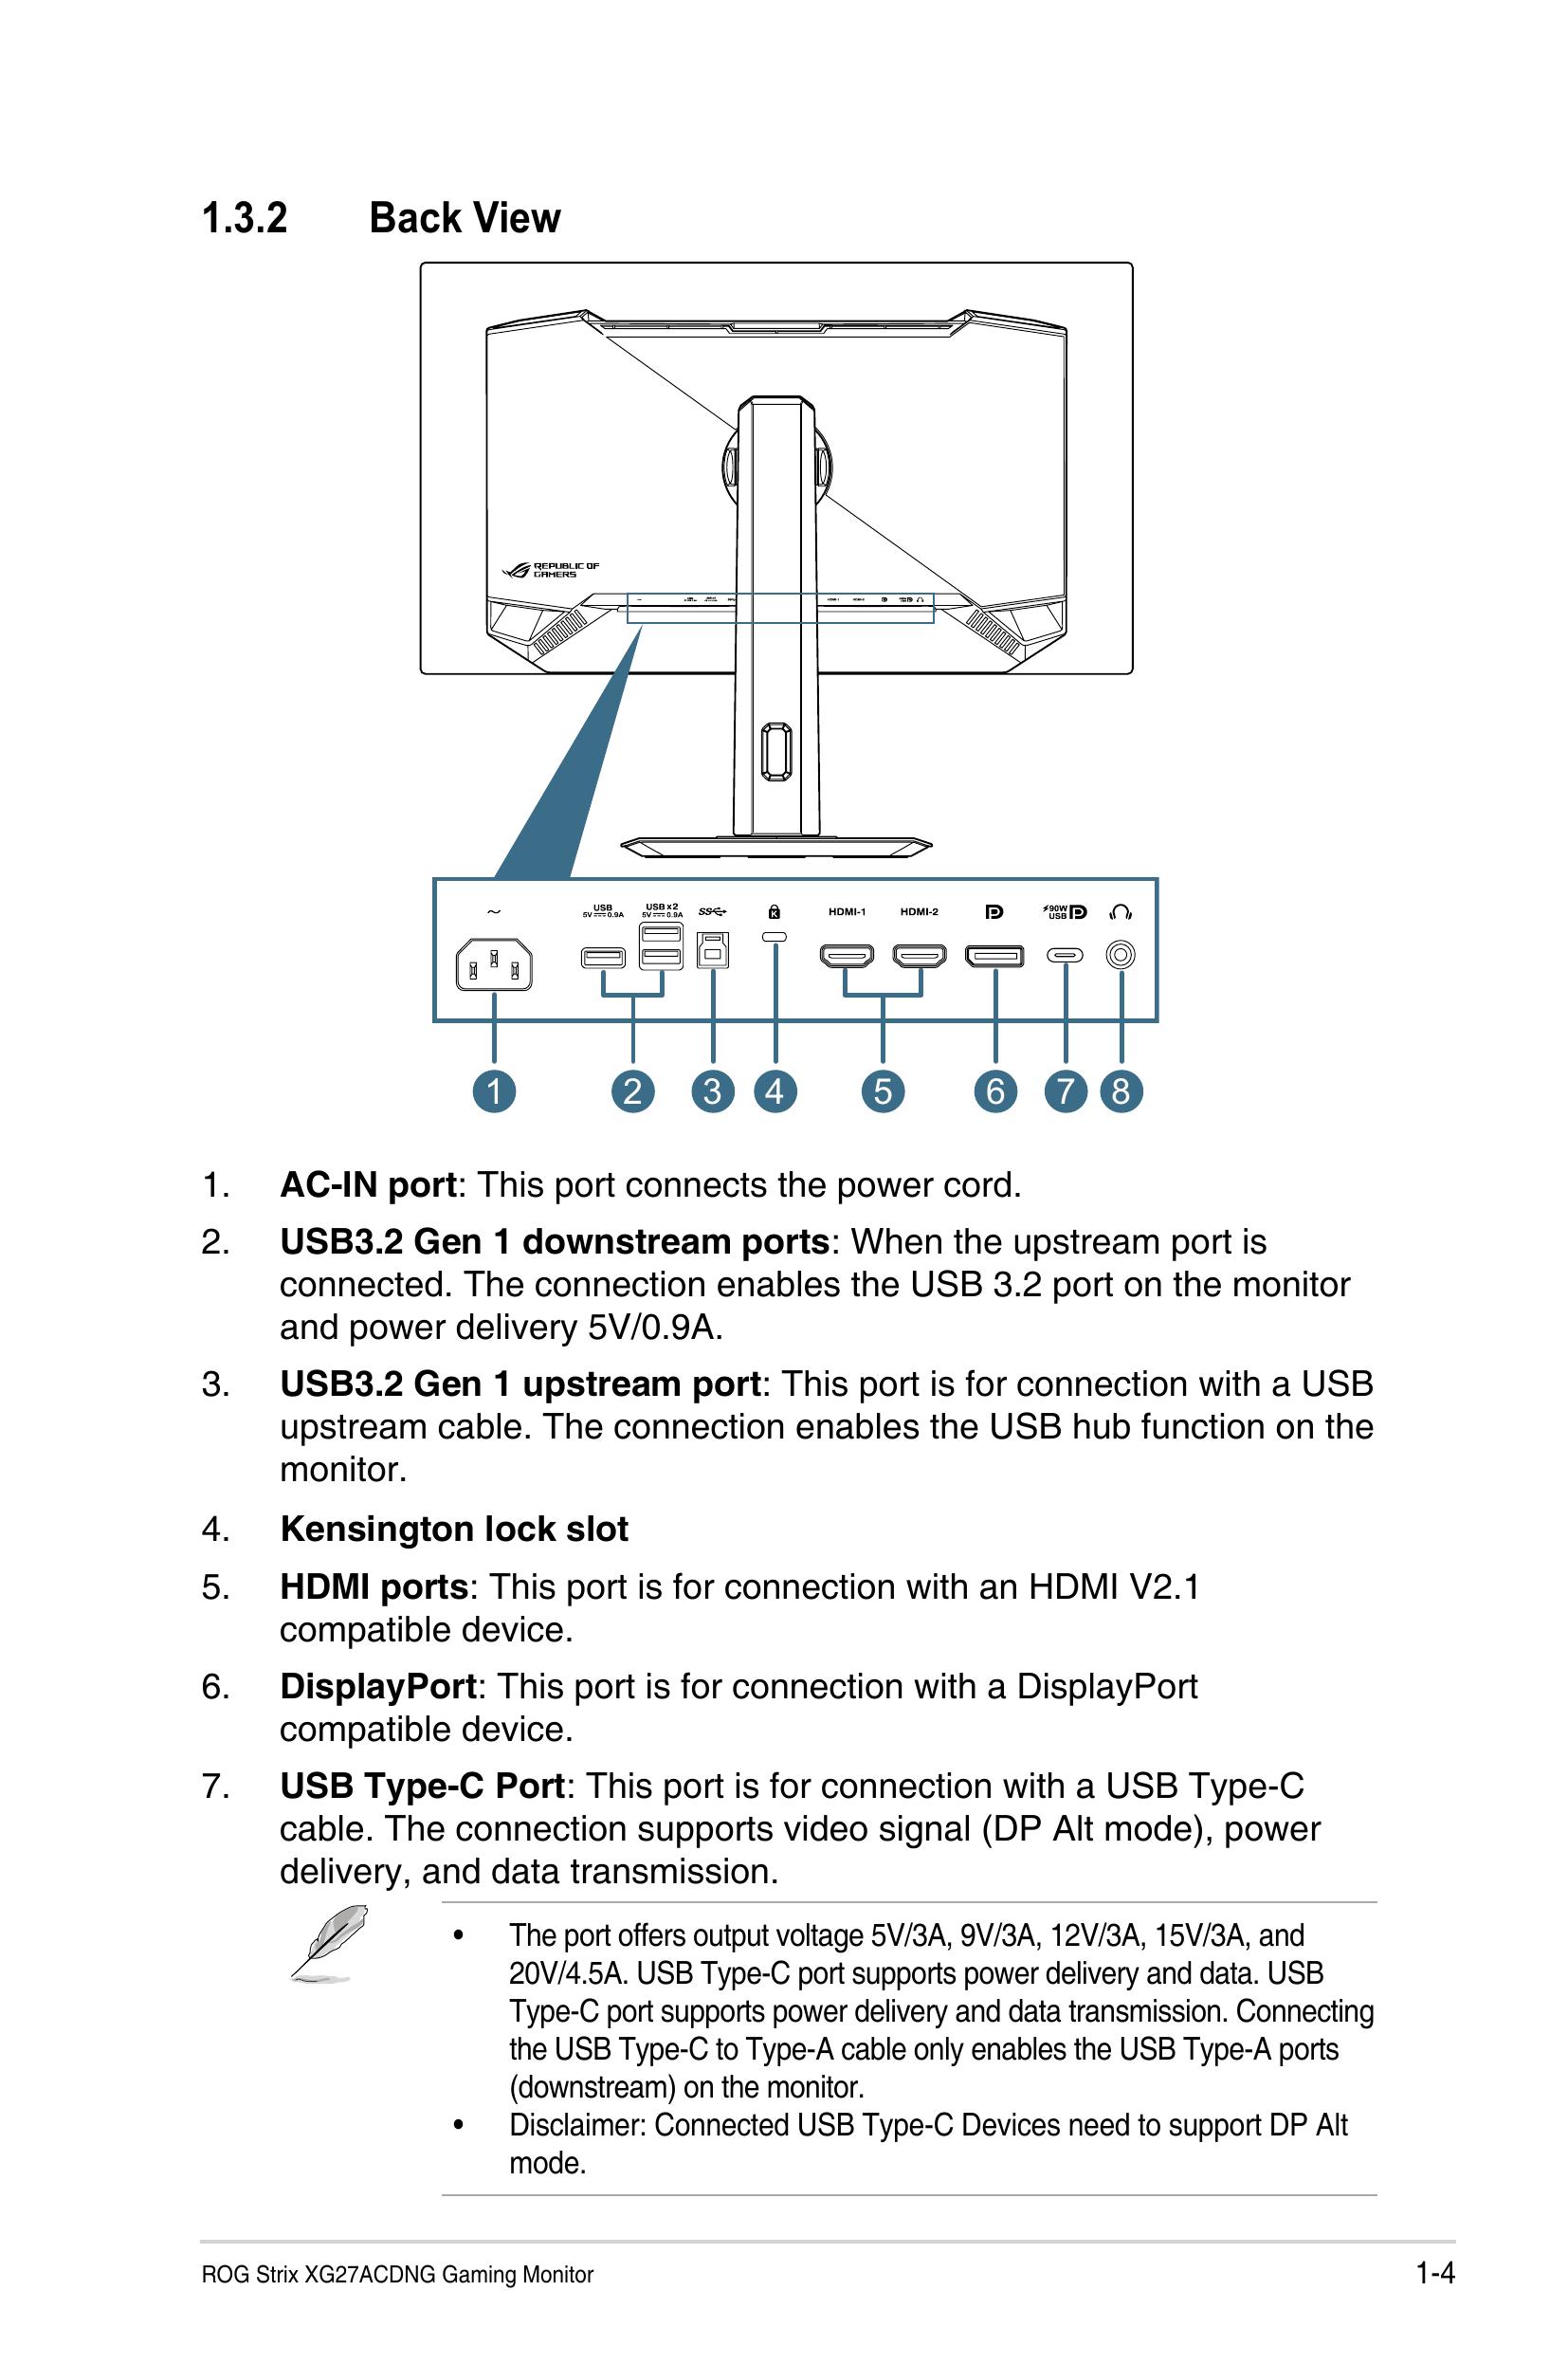 1.3.2 Back View
REPUBLIC OF
GAMERS
USB
5V 0.9A
USB x2
5V 0.9A
SS
K
HDMI-1
HDMI-2
D
90W
USB D
1 2 3 4 5 6 7 8
1. AC-IN port: This port connects the power cord.
2. USB3.2 Gen 1 downstream ports: When the upstream port is
connected. The connection enables the USB 3.2 port on the monitor
and power delivery 5V/0.9A.
3. USB3.2 Gen 1 upstream port: This port is for connection with a USB
upstream cable. The connection enables the USB hub function on the
monitor.
4. Kensington lock slot
5. HDMI ports: This port is for connection with an HDMI V2.1
compatible device.
6. DisplayPort: This port is for connection with a DisplayPort
compatible device.
7. USB Type-C Port: This port is for connection with a USB Type-C
cable. The connection supports video signal (DP Alt mode), power
delivery, and data transmission.
• The port offers output voltage 5V/3A, 9V/3A, 12V/3A, 15V/3A, and
20V/4.5A. USB Type-C port supports power delivery and data. USB
Type-C port supports power delivery and data transmission. Connecting
the USB Type-C to Type-A cable only enables the USB Type-A ports
(downstream) on the monitor.
• Disclaimer: Connected USB Type-C Devices need to support DP Alt
mode.
ROG Strix XG27ACDNG Gaming Monitor
1-4